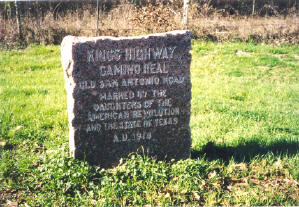 KINGS HIGHWAY
CAMINO REAL
OLD SAN ANTONIO ROAD
MARKED BY THE
DAUGHTERS OF THE
AMERICAN REVOLUTION
AND THE STATE OF TEXAS
A.D. 1918